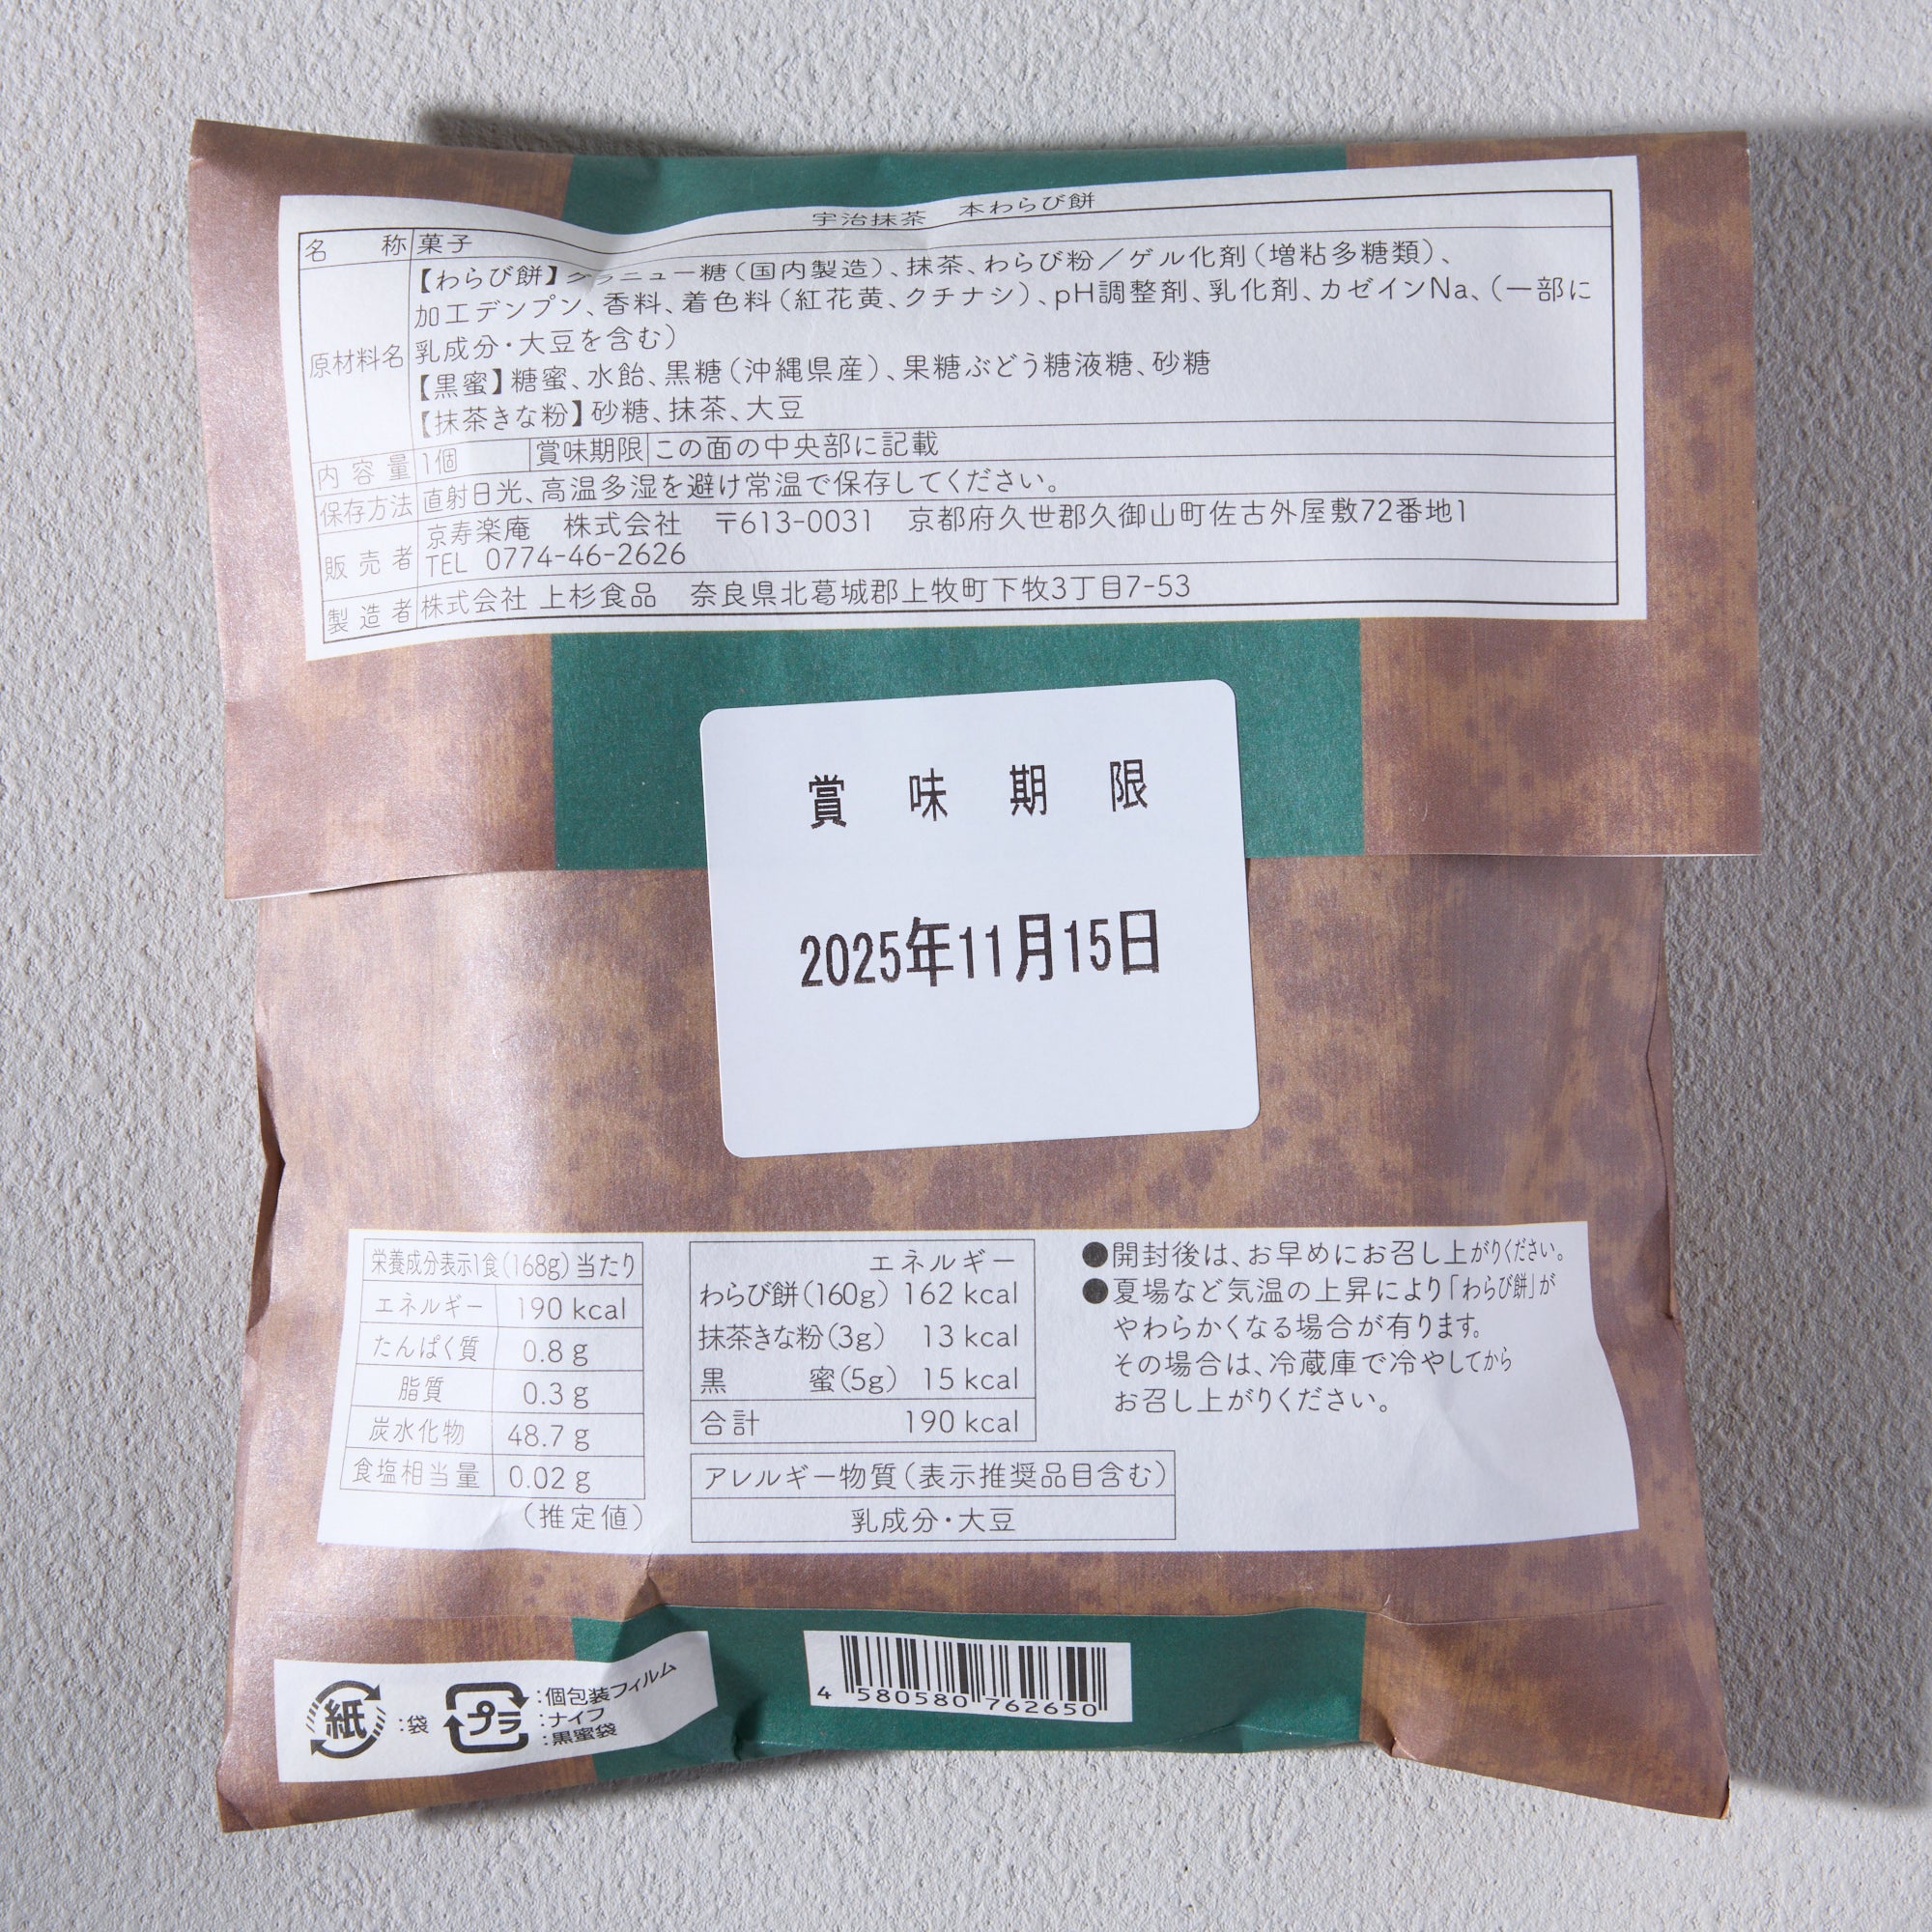 宇治抹茶　本わらび餅
名称 菓子
原材料名 【わらび餅】グラニュー糖(国内製造)、抹茶、わらび粉/ゲル化剤(増粘多糖類)、
加工デンプン、香料、着色料(紅花黄、クチナシ)、pH調整剤、乳化剤、カゼインNa、(一部に
乳成分・大豆を含む)
【黒蜜】糖蜜、水飴、黒糖(沖縄県産)、果糖ぶどう糖液糖、砂糖
【抹茶きな粉】砂糖、抹茶、大豆
内容量 1個 賞味期限 この面の中央部に記載
保存方法 直射日光、高温多湿を避け常温で保存してください。
販売者 京寿楽庵　株式会社　〒613-0031　京都府久世郡久御山町佐古外屋敷72番地1
TEL 0774-46-2626
製造者 株式会社 上杉食品　奈良県北葛城郡上牧町下牧3丁目7-53
賞味期限
2025年11月15日
栄養成分表示1食(168g)当たり
エネルギー 190 kcal
たんぱく質 0.8 g
脂質 0.3 g
炭水化物 48.7 g
食塩相当量 0.02 g
(推定値)
エネルギー
わらび餅(160g) 162 kcal
抹茶きな粉(3g) 13 kcal
黒蜜(5g) 15 kcal
合計 190 kcal
アレルギー物質(表示推奨品目含む)
乳成分・大豆
●開封後は、お早めにお召し上がりください。
●夏場など気温の上昇により「わらび餅」が
やわらかくなる場合が有ります。
その場合は、冷蔵庫で冷やしてから
お召し上がりください。
紙 :袋
プラ :個包装フィルム
:ナイフ
:黒蜜袋
4 580580 762650